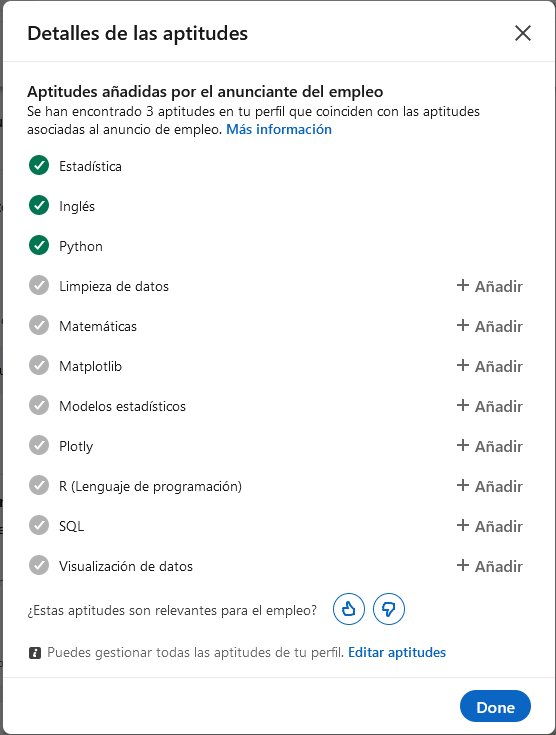 Detalles de las aptitudes
Aptitudes añadidas por el anunciante del empleo
Se han encontrado 3 aptitudes en tu perfil que coinciden con las aptitudes
asociadas al anuncio de empleo. Más información
Estadística
Inglés
Python
Limpieza de datos + Añadir
Matemáticas + Añadir
Matplotlib + Añadir
Modelos estadísticos + Añadir
Plotly + Añadir
R (Lenguaje de programación) + Añadir
SQL + Añadir
Visualización de datos + Añadir
¿Estas aptitudes son relevantes para el empleo?
Puedes gestionar todas las aptitudes de tu perfil. Editar aptitudes
Done